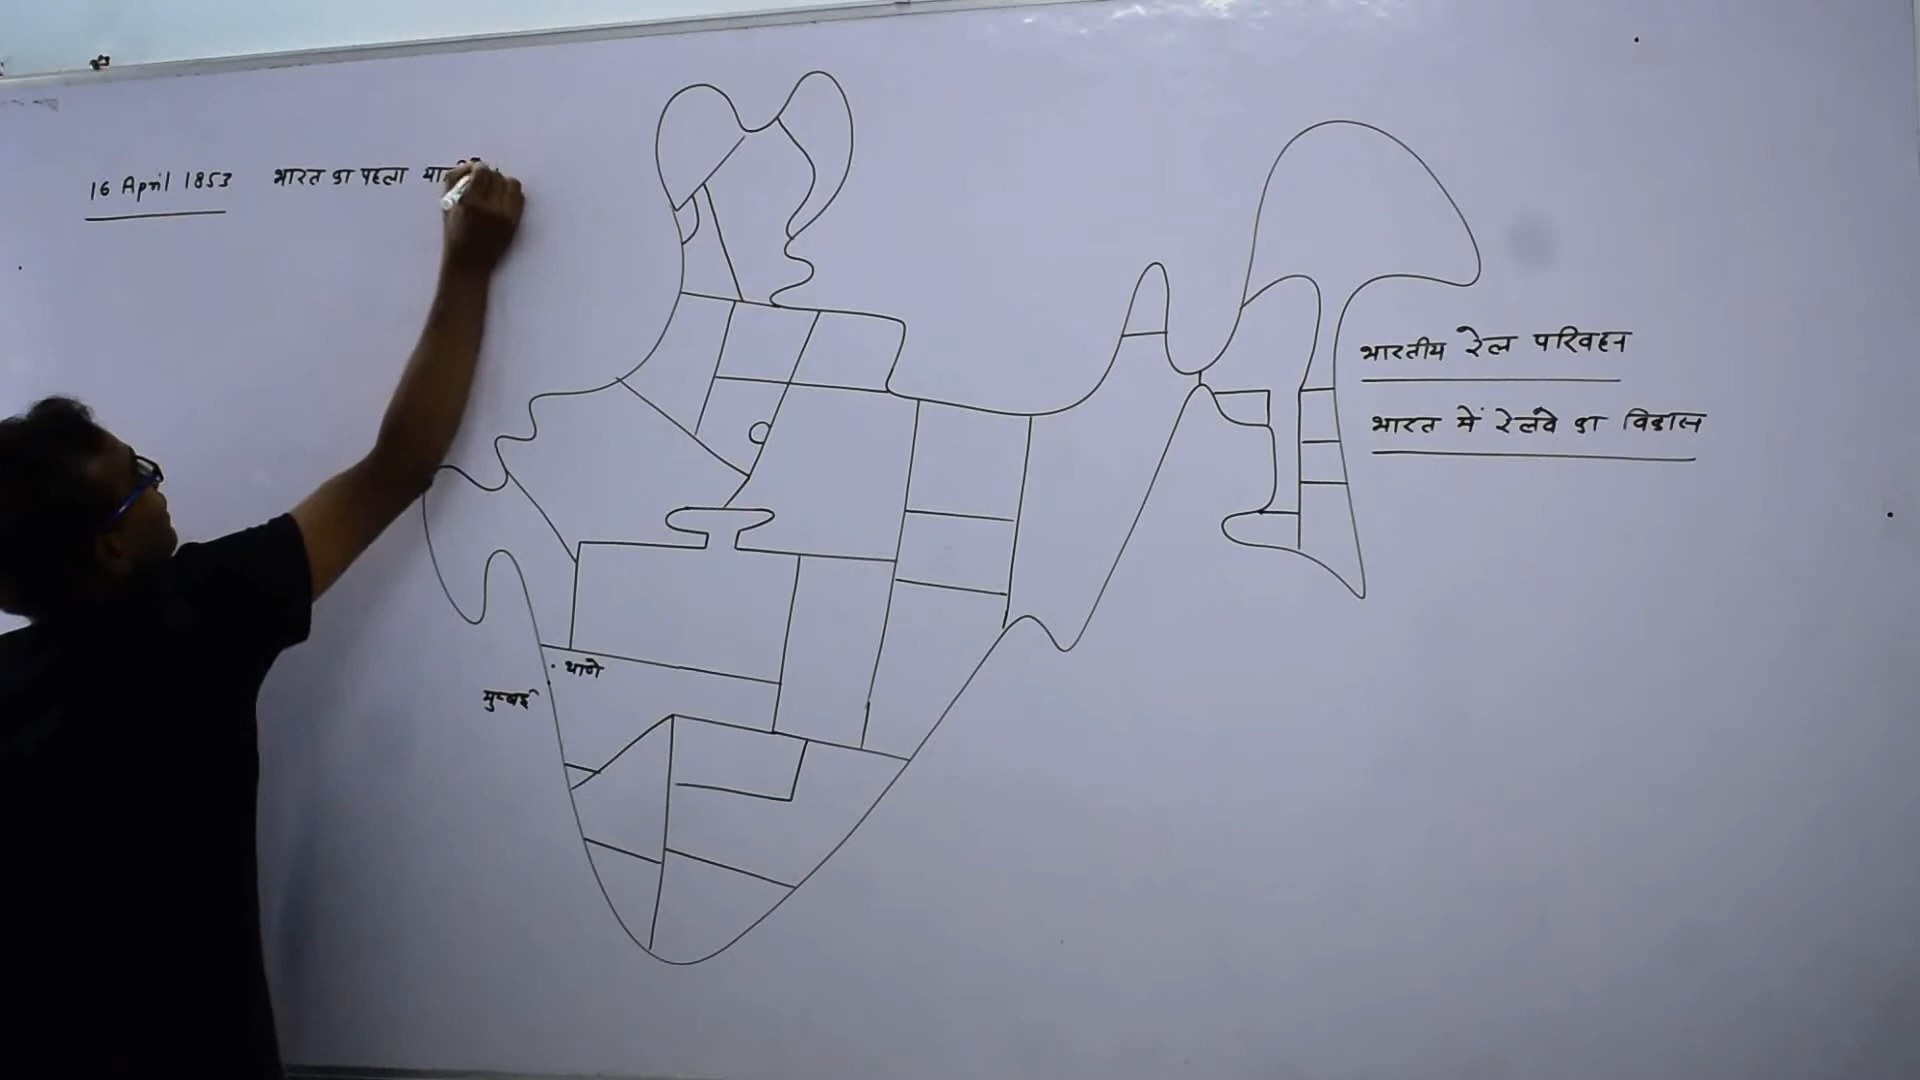 16 April 1853 भारत का पहला
भारतीय रेल परिवहन
भारत में रेलवे का विकास
थाणे
मुम्बई